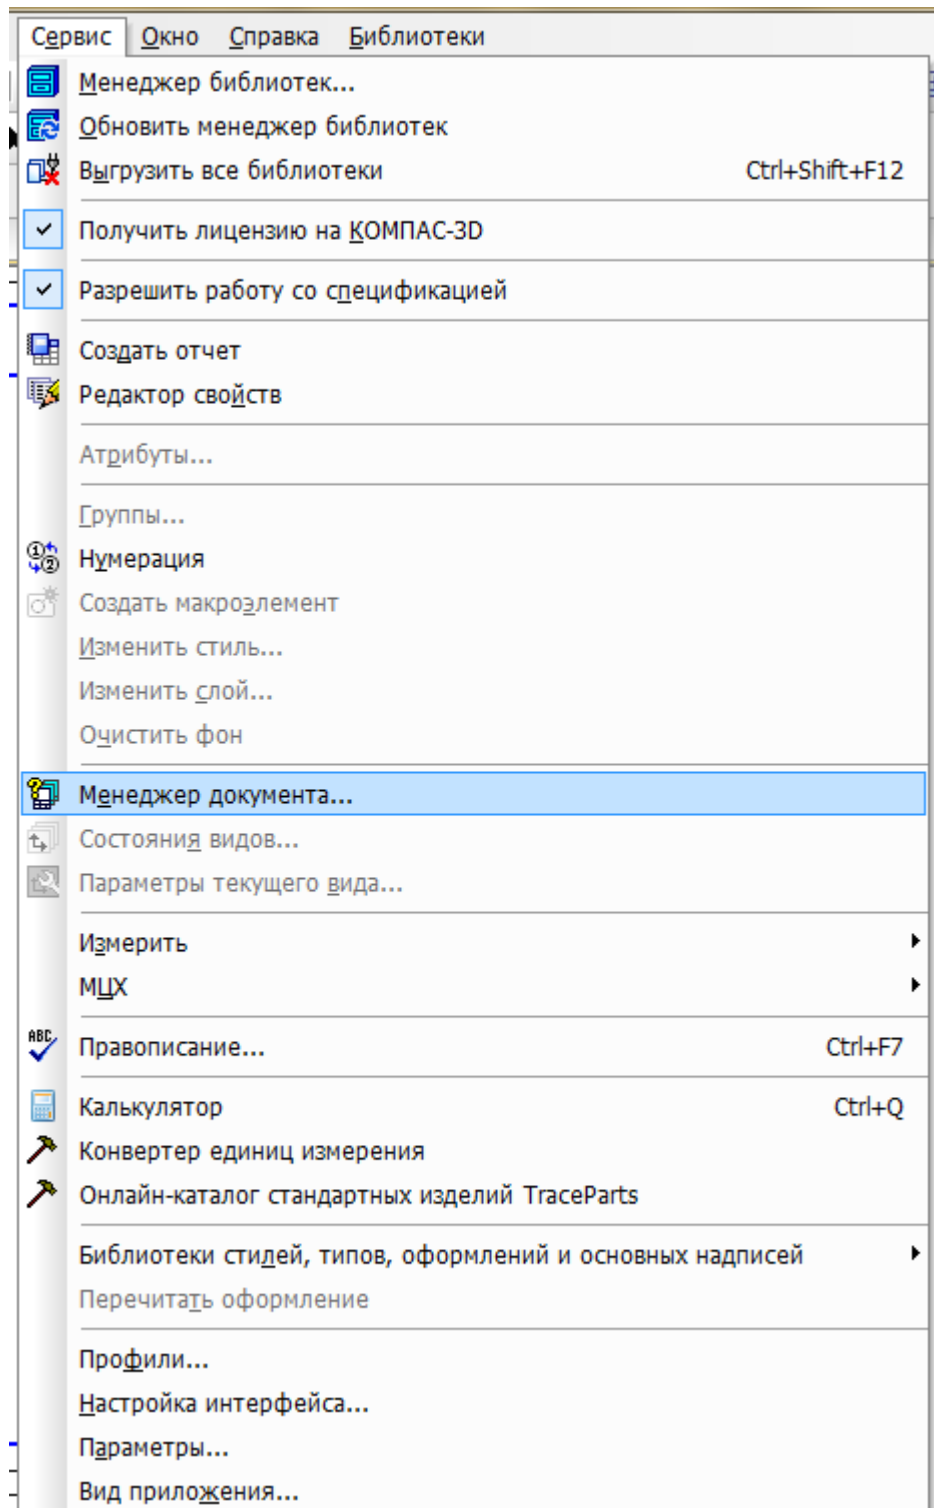 Сервис Окно Справка Библиотеки
Менеджер библиотек...
Обновить менеджер библиотек
Выгрузить все библиотеки Ctrl+Shift+F12
Получить лицензию на КОМПАС-3D
Разрешить работу со спецификацией
Создать отчет
Редактор свойств
Атрибуты...
Группы...
Нумерация
Создать макроэлемент
Изменить стиль...
Изменить слой...
Очистить фон
Менеджер документа...
Состояния видов...
Параметры текущего вида...
Измерить
МЦХ
ABC Правописание... Ctrl+F7
Калькулятор Ctrl+Q
Конвертер единиц измерения
Онлайн-каталог стандартных изделий TraceParts
Библиотеки стилей, типов, оформлений и основных надписей
Перечитать оформление
Профили...
Настройка интерфейса...
Параметры...
Вид приложения...